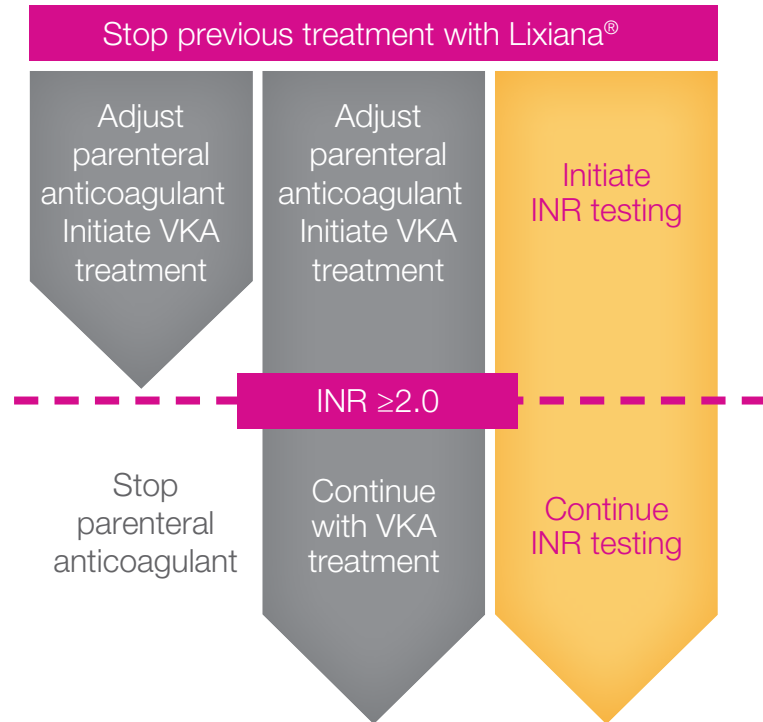 Stop previous treatment with Lixiana®
Adjust
parenteral
anticoagulant
Initiate VKA
treatment
Adjust
parenteral
anticoagulant
Initiate VKA
treatment
Initiate
INR testing
INR ≥2.0
Stop
parenteral
anticoagulant
Continue
with VKA
treatment
Continue
INR testing